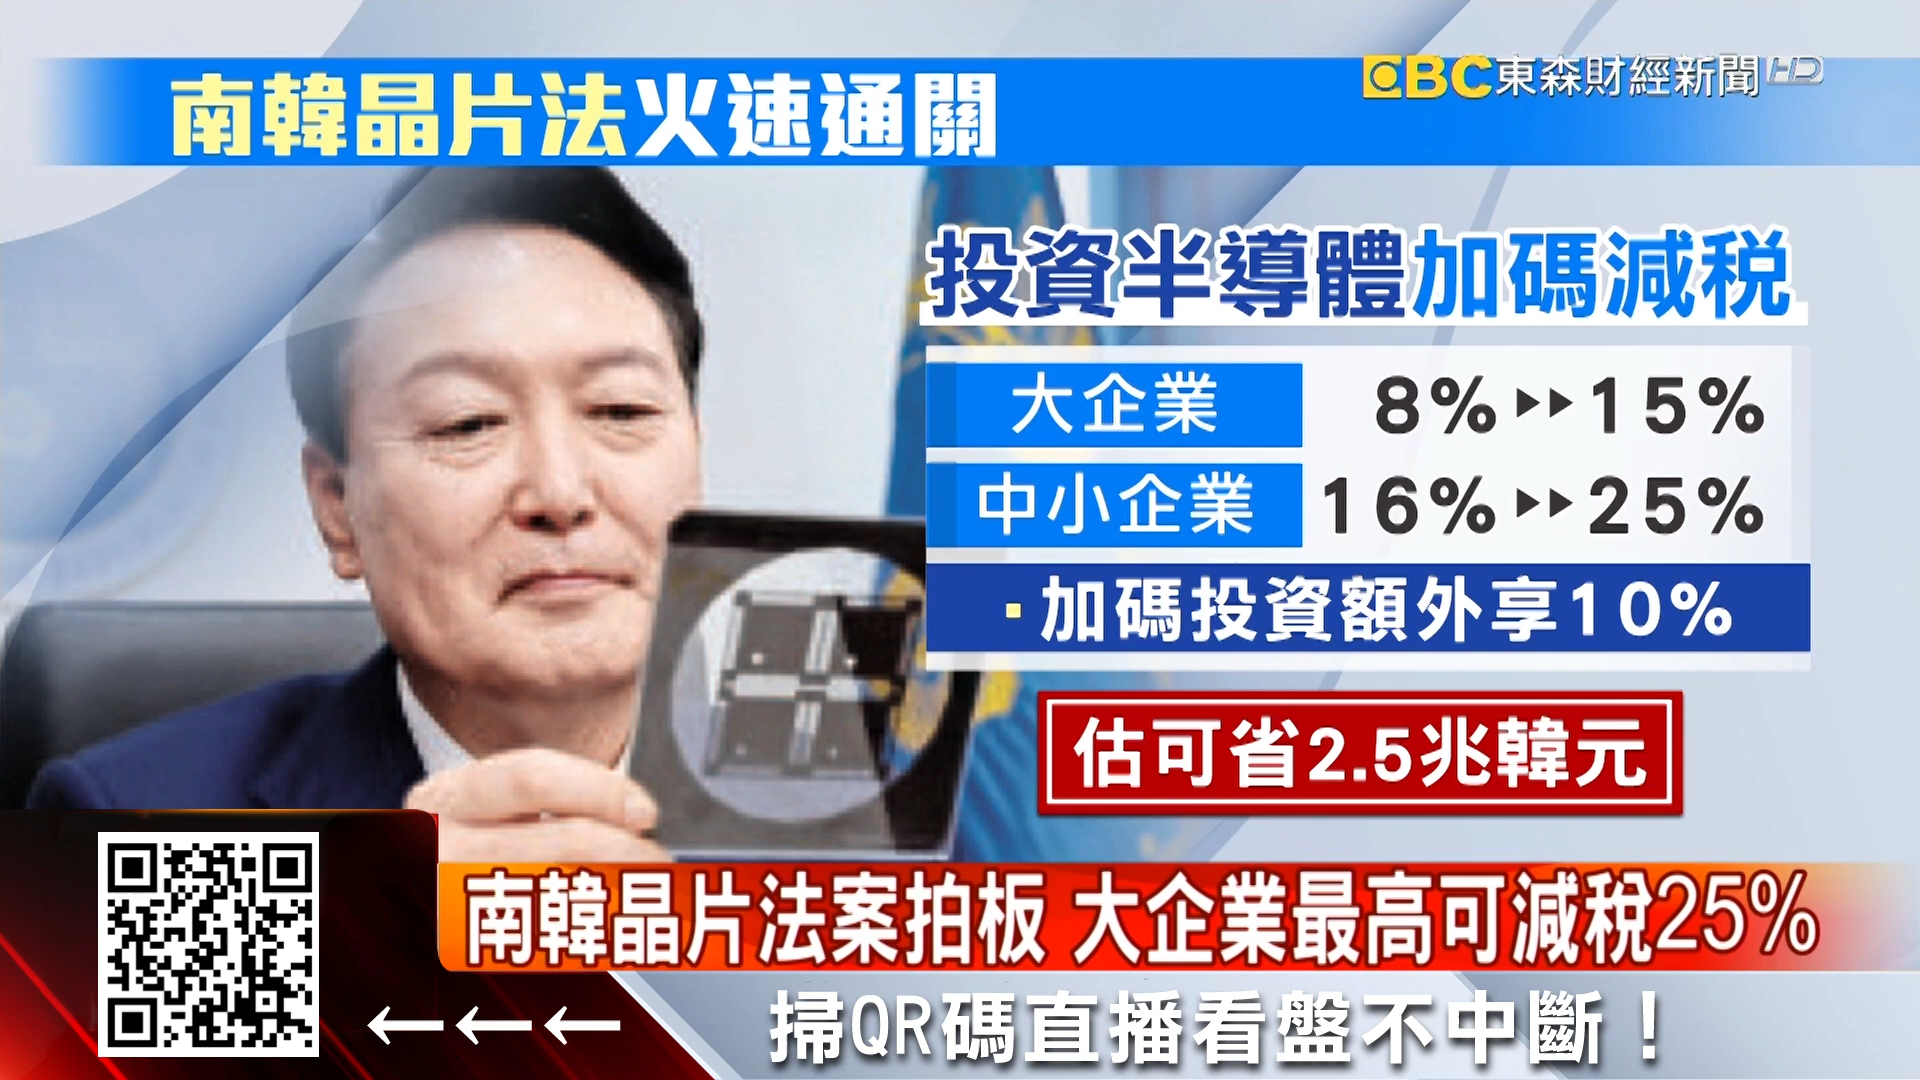 南韓晶片法火速通關
EBC東森財經新聞HD
投資半導體加碼減稅
大企業 8%▸▸15%
中小企業 16%▸▸25%
▪加碼投資額外享10%
估可省2.5兆韓元
南韓晶片法案拍板 大企業最高可減稅25%
←←← 掃QR碼直播看盤不中斷！